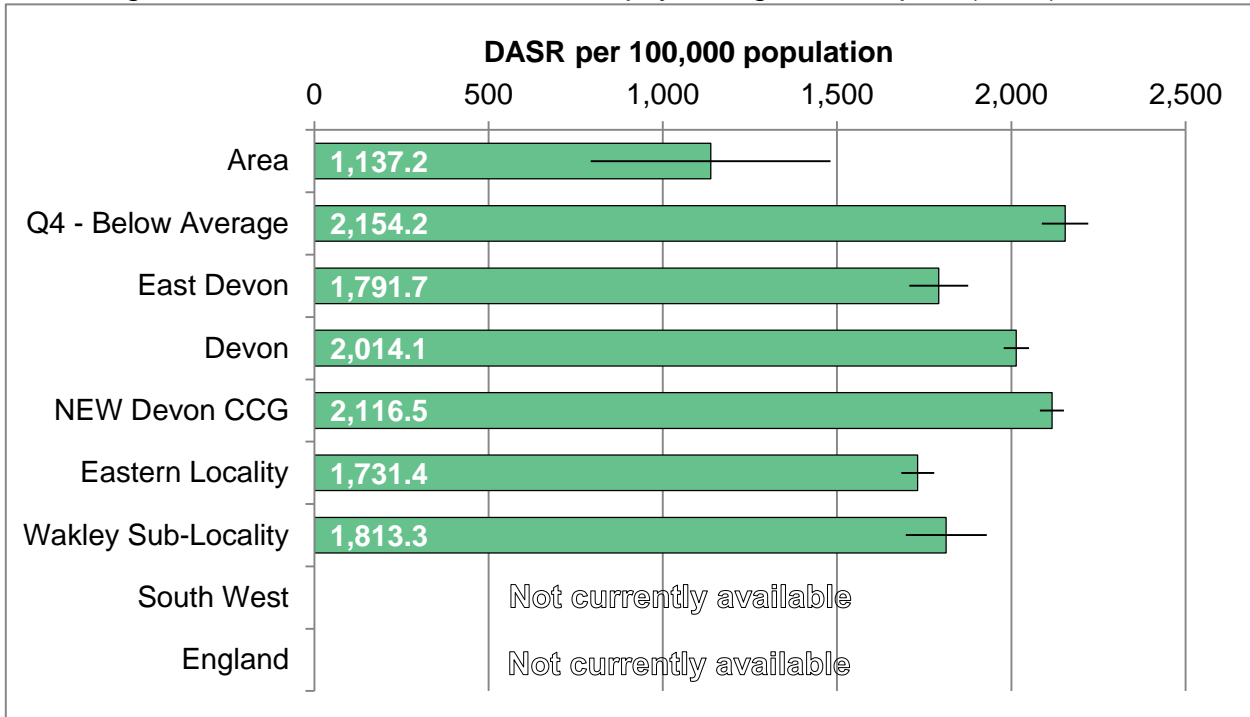 DASR per 100,000 population
0 500 1,000 1,500 2,000 2,500
Area 1,137.2
Q4 - Below Average 2,154.2
East Devon 1,791.7
Devon 2,014.1
NEW Devon CCG 2,116.5
Eastern Locality 1,731.4
Wakley Sub-Locality 1,813.3
South West Not currently available
England Not currently available